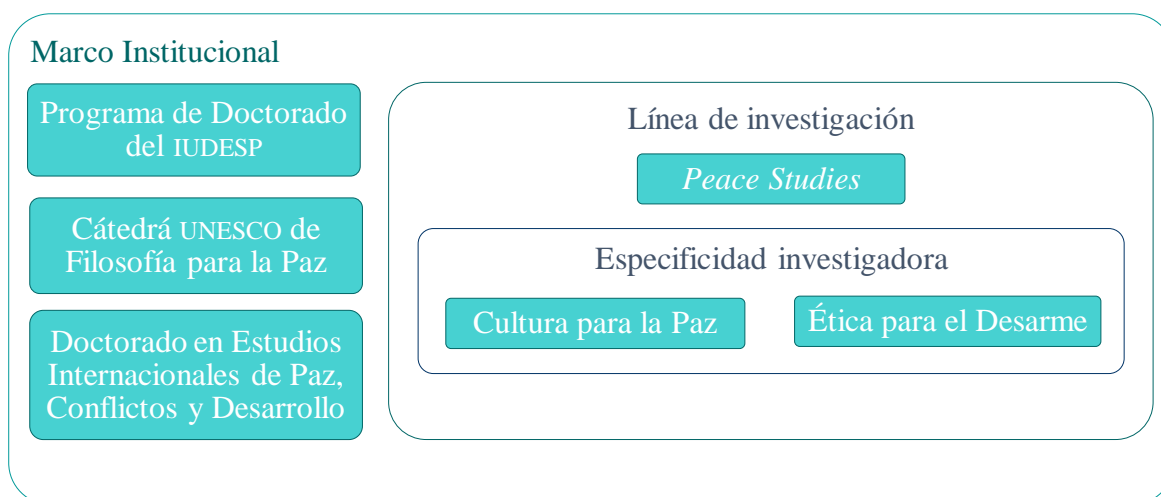 Marco Institucional
Programa de Doctorado
del IUDESP
Cátedrá UNESCO de
Filosofía para la Paz
Doctorado en Estudios
Internacionales de Paz,
Conflictos y Desarrollo
Línea de investigación
Peace Studies
Especificidad investigadora
Cultura para la Paz
Ética para el Desarme